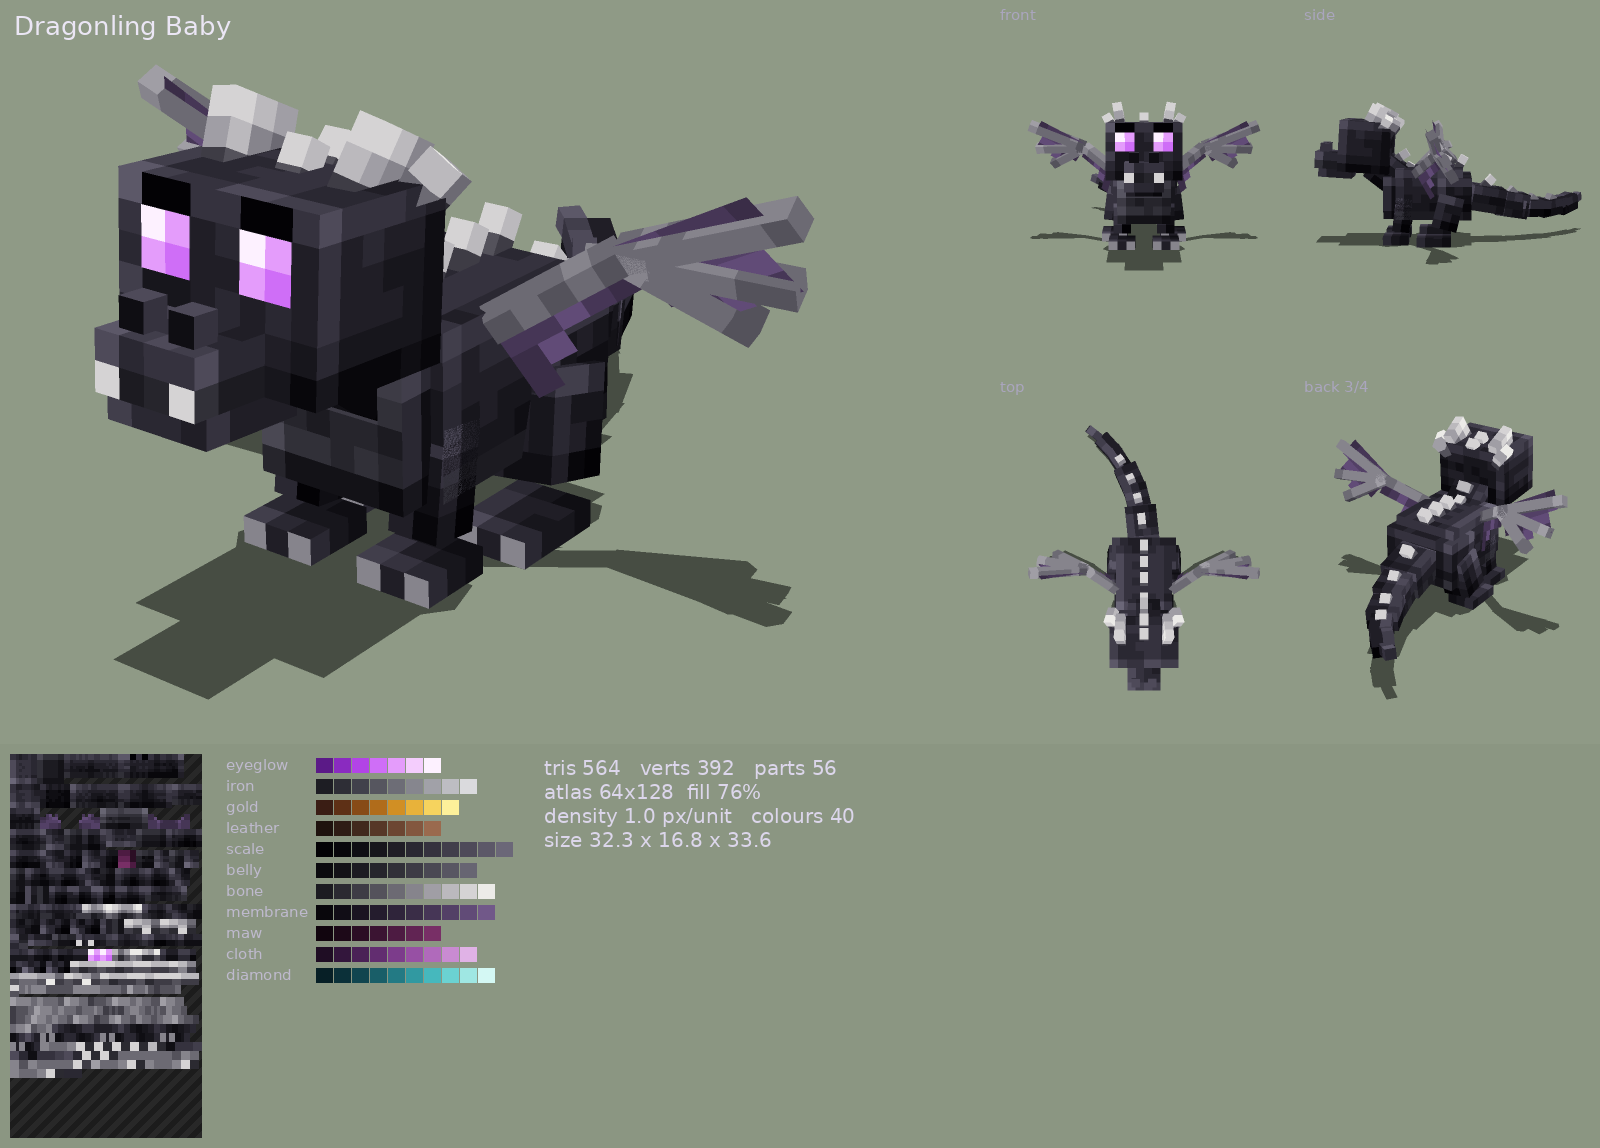 Dragonling Baby
front
side
top
back 3/4
eyeglow
iron
gold
leather
scale
belly
bone
membrane
maw
cloth
diamond
tris 564   verts 392   parts 56
atlas 64x128  fill 76%
density 1.0 px/unit   colours 40
size 32.3 x 16.8 x 33.6